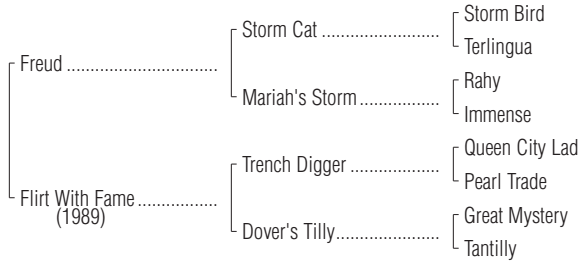 Storm Bird
Storm Cat ........................
Terlingua
Freud ...............................
Rahy
Mariah's Storm ................
Immense
Queen City Lad
Trench Digger ..................
Pearl Trade
Flirt With Fame ................
(1989)
Great Mystery
Dover's Tilly.....................
Tantilly